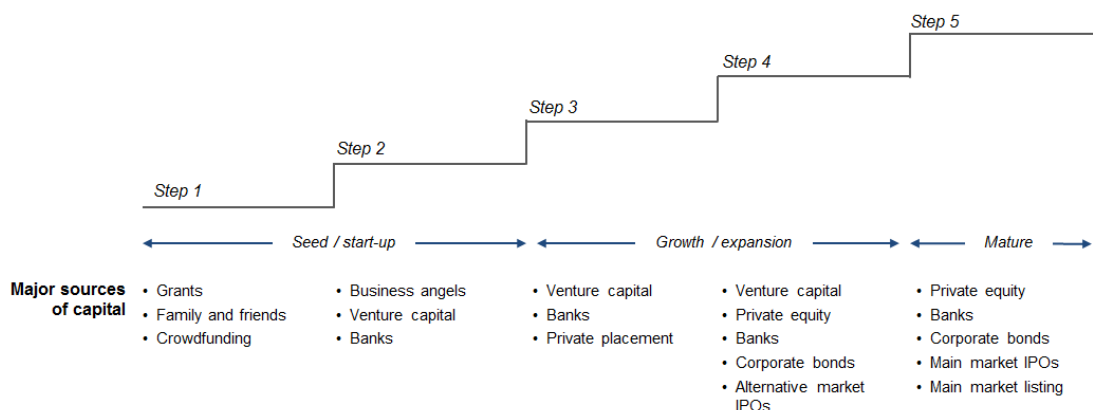 Step 5
Step 4
Step 3
Step 2
Step 1
Seed / start-up
Growth / expansion
Mature
Major sources
of capital
• Grants
• Family and friends
• Crowdfunding
• Business angels
• Venture capital
• Banks
• Venture capital
• Banks
• Private placement
• Venture capital
• Private equity
• Banks
• Corporate bonds
• Alternative market
IPOs
• Private equity
• Banks
• Corporate bonds
• Main market IPOs
• Main market listing